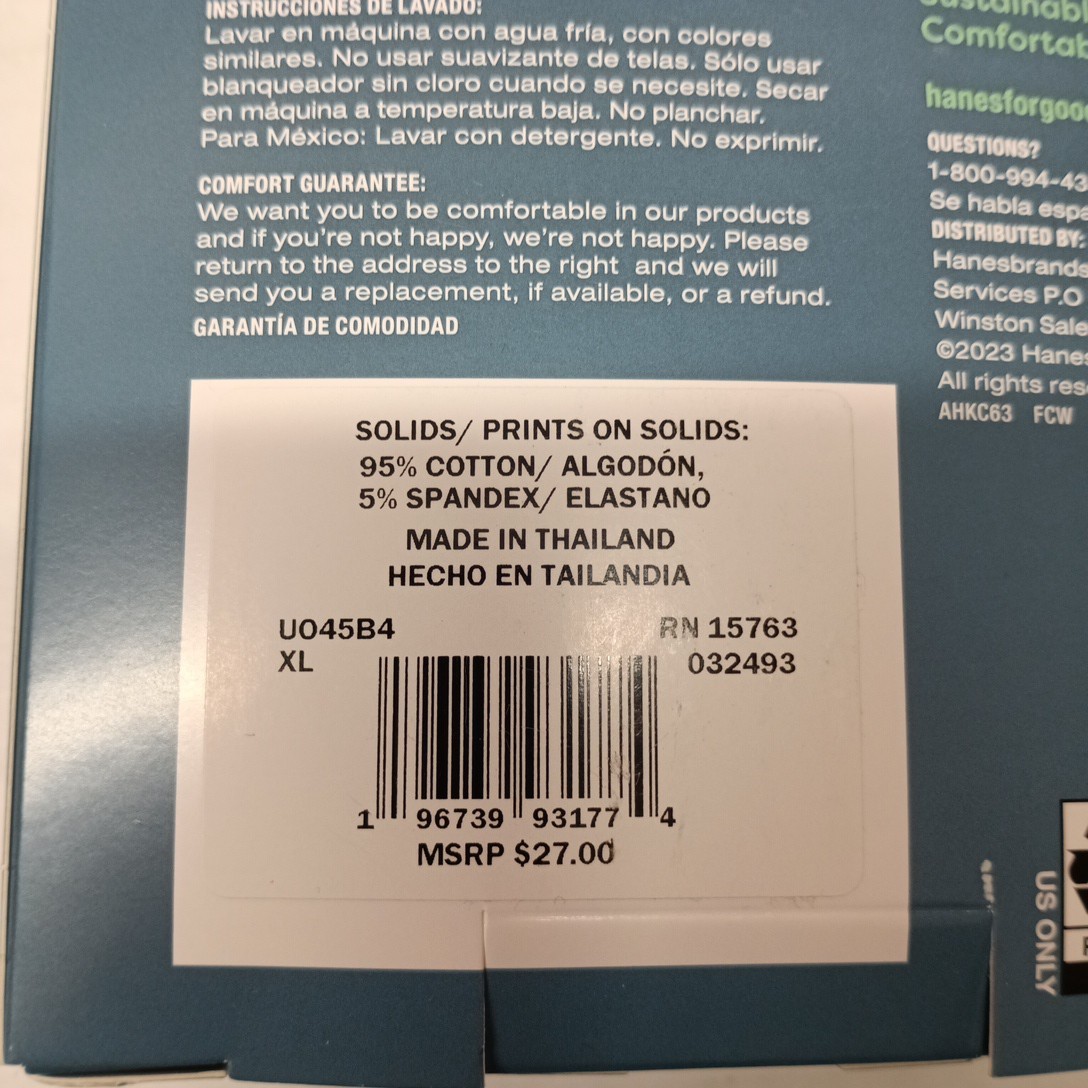 INSTRUCCIONES DE LAVADO:
Lavar en máquina con agua fría, con colores
similares. No usar suavizante de telas. Sólo usar
blanqueador sin cloro cuando se necesite. Secar
en máquina a temperatura baja. No planchar.
Para México: Lavar con detergente. No exprimir.
COMFORT GUARANTEE:
We want you to be comfortable in our products
and if you're not happy, we're not happy. Please
return to the address to the right and we will
send you a replacement, if available, or a refund.
GARANTÍA DE COMODIDAD
Comfortab
hanesforgoo
QUESTIONS?
1-800-994-43
Se habla esp
DISTRIBUTED BY:
Hanesbrands
Services P.O
Winston Sale
©2023 Hanes
All rights res
AHKC63 FCW
SOLIDS/ PRINTS ON SOLIDS:
95% COTTON/ ALGODÓN,
5% SPANDEX/ ELASTANO
MADE IN THAILAND
HECHO EN TAILANDIA
UO45B4 RN 15763
XL 032493
1 96739 93177 4
MSRP $27.00
US ONLY